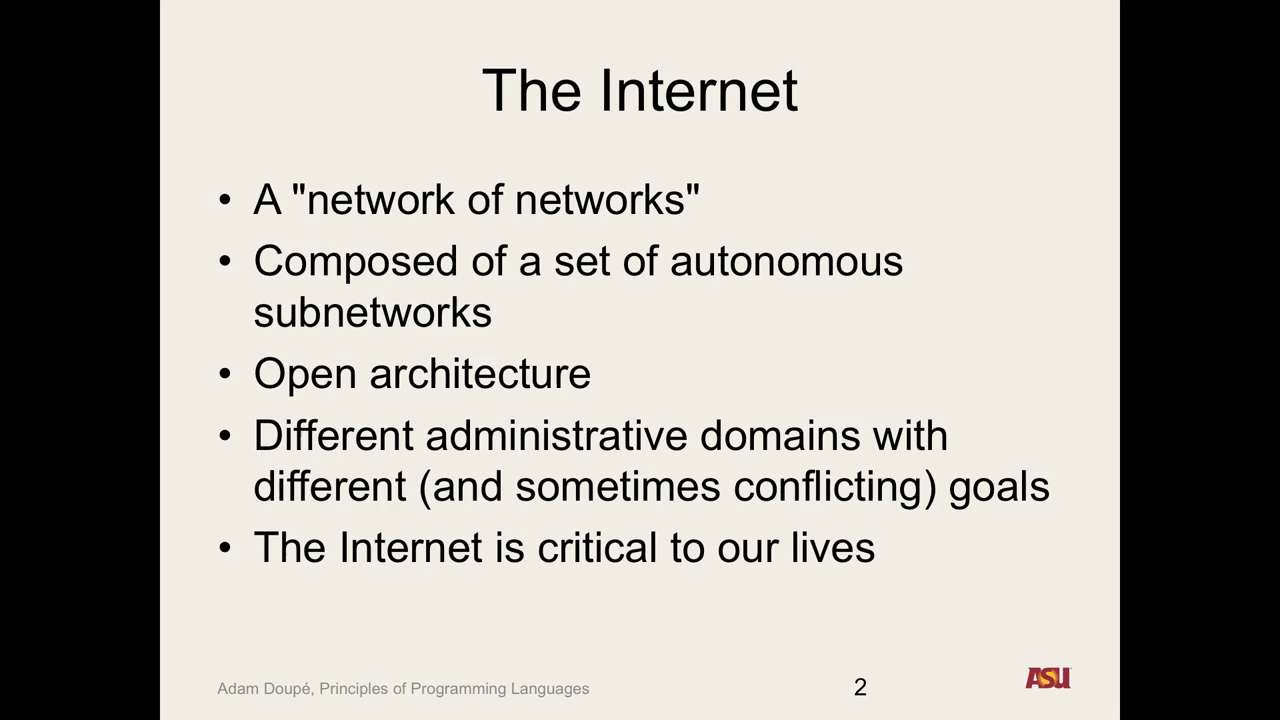 The Internet
• A "network of networks"
• Composed of a set of autonomous
subnetworks
• Open architecture
• Different administrative domains with
different (and sometimes conflicting) goals
• The Internet is critical to our lives
Adam Doupé, Principles of Programming Languages
2
ASU